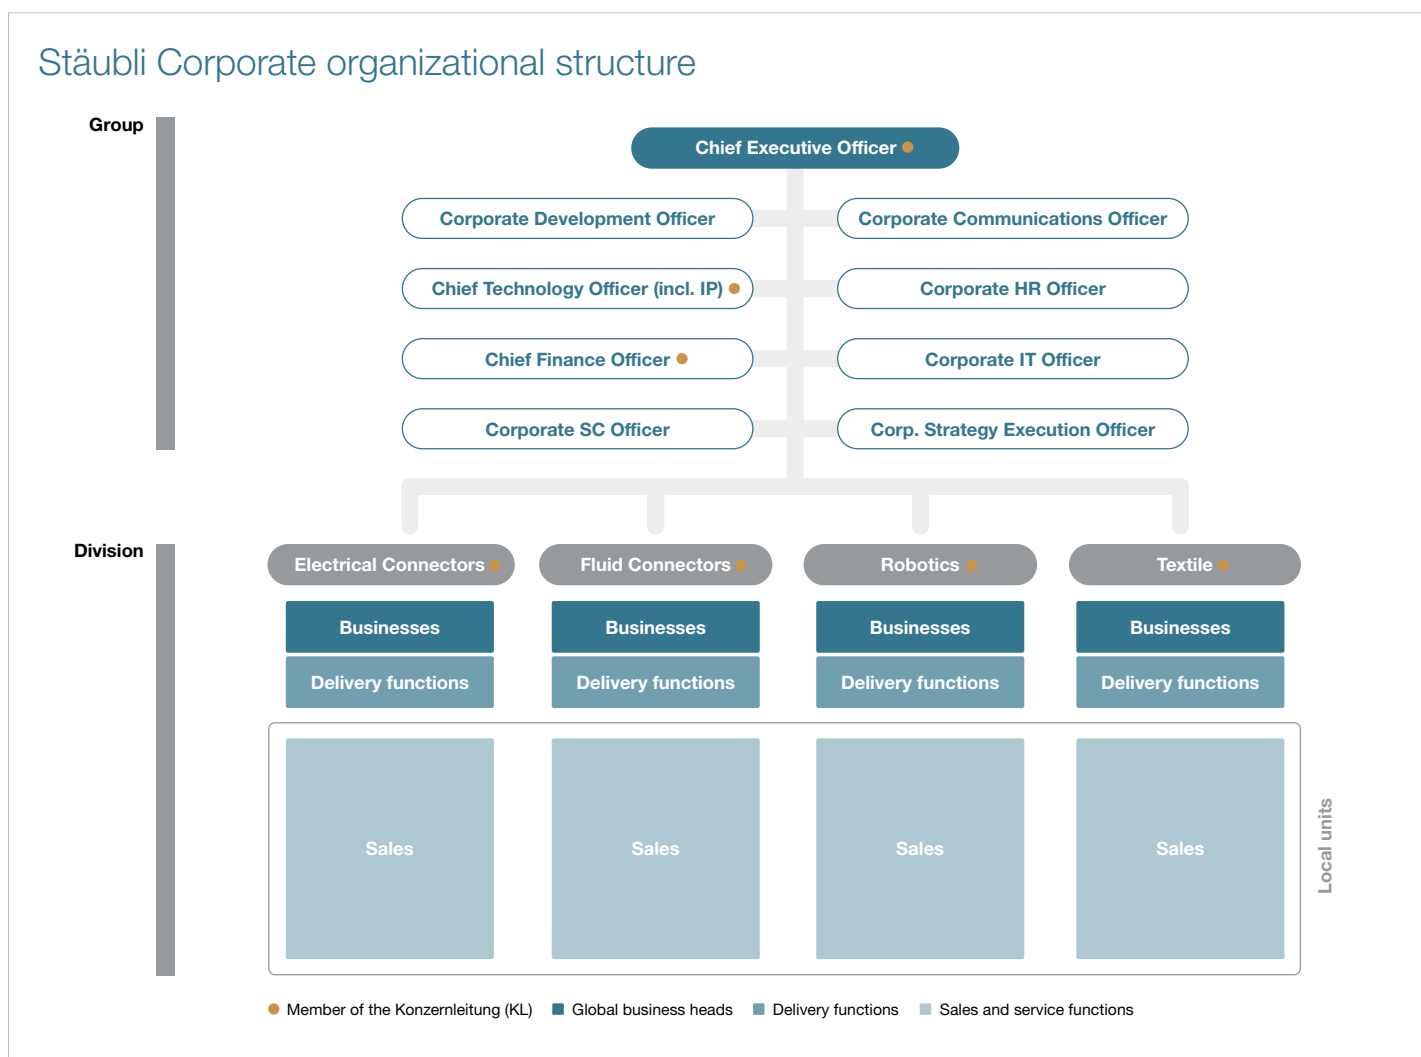 Stäubli Corporate organizational structure
Group
Chief Executive Officer
Corporate Development Officer
Corporate Communications Officer
Chief Technology Officer (incl. IP)
Corporate HR Officer
Chief Finance Officer
Corporate IT Officer
Corporate SC Officer
Corp. Strategy Execution Officer
Division
Electrical Connectors
Fluid Connectors
Robotics
Textile
Businesses
Businesses
Businesses
Businesses
Delivery functions
Delivery functions
Delivery functions
Delivery functions
Sales
Sales
Sales
Sales
Local units
Member of the Konzernleitung (KL)
Global business heads
Delivery functions
Sales and service functions